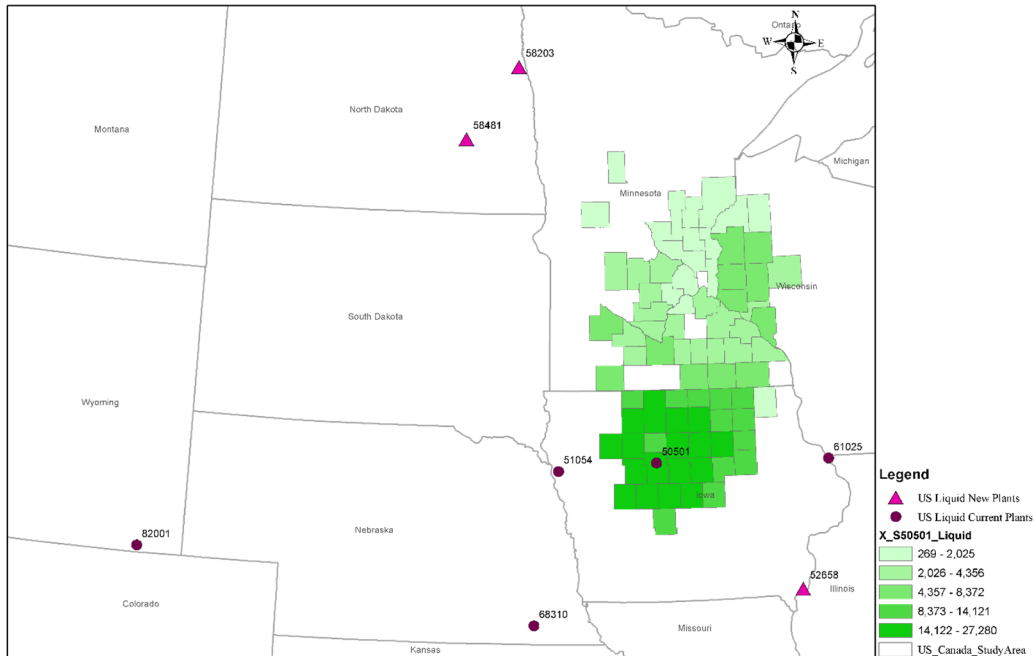 Ontario
N
W
E
S
58203
North Dakota
58481
Montana
Michigan
Minnesota
Wisconsin
South Dakota
Wyoming
51054
50501
61025
Iowa
Nebraska
82001
Colorado
52658
Illinois
68310
Missouri
Kansas
Legend
US Liquid New Plants
US Liquid Current Plants
X_S50501_Liquid
269 - 2,025
2,026 - 4,356
4,357 - 8,372
8,373 - 14,121
14,122 - 27,280
US_Canada_StudyArea